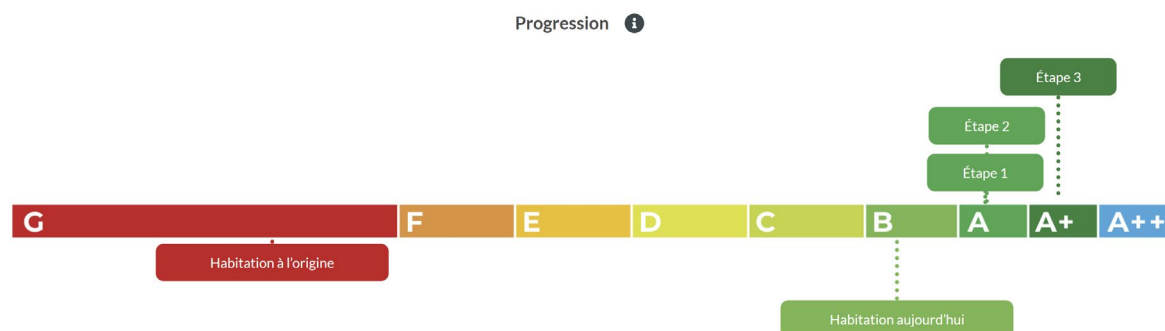 Progression
Étape 3
Étape 2
Étape 1
G F E D C B A A+ A++
Habitation à l'origine
Habitation aujourd'hui